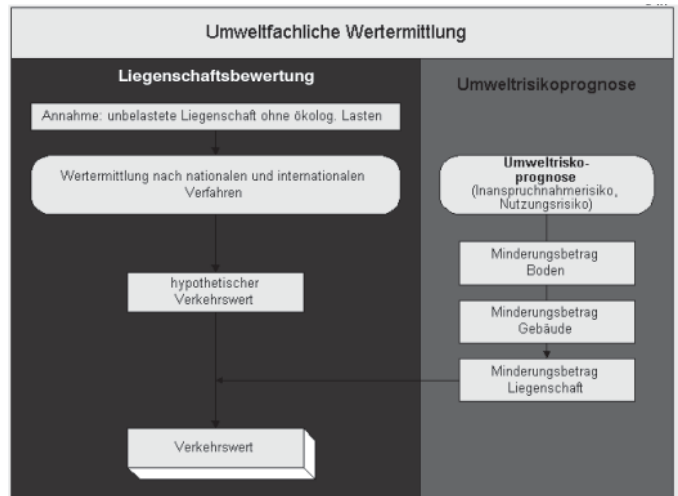 Umweltfachliche Wertermittlung
Liegenschaftsbewertung
Annahme: unbelastete Liegenschaft ohne ökolog. Lasten
Wertermittlung nach nationalen und internationalen
Verfahren
hypothetischer
Verkehrswert
Verkehrswert
Umweltrisikoprognose
Umweltrisko-
prognose
(Inanspruchnahmerisiko,
Nutzungsrisiko)
Minderungsbetrag
Boden
Minderungsbetrag
Gebäude
Minderungsbetrag
Liegenschaft